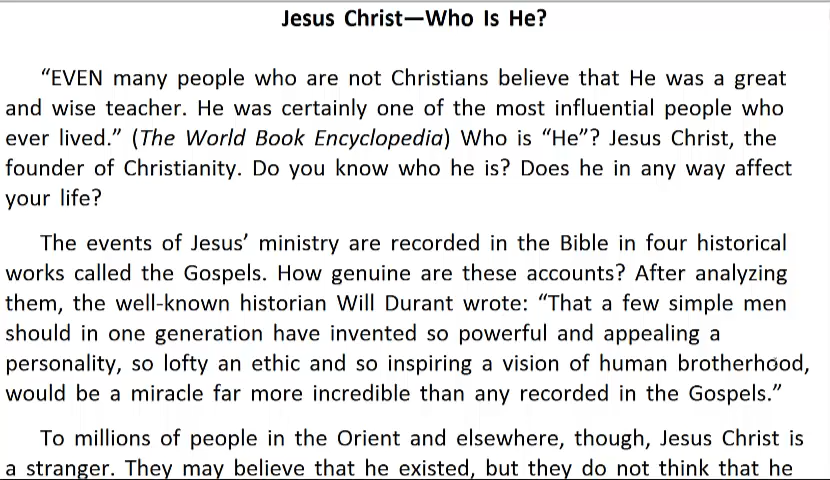 Jesus Christ—Who Is He?
“EVEN many people who are not Christians believe that He was a great
and wise teacher. He was certainly one of the most influential people who
ever lived.” (The World Book Encyclopedia) Who is “He”? Jesus Christ, the
founder of Christianity. Do you know who he is? Does he in any way affect
your life?
The events of Jesus’ ministry are recorded in the Bible in four historical
works called the Gospels. How genuine are these accounts? After analyzing
them, the well-known historian Will Durant wrote: “That a few simple men
should in one generation have invented so powerful and appealing a
personality, so lofty an ethic and so inspiring a vision of human brotherhood,
would be a miracle far more incredible than any recorded in the Gospels.”
To millions of people in the Orient and elsewhere, though, Jesus Christ is
a stranger. They may believe that he existed, but they do not think that he